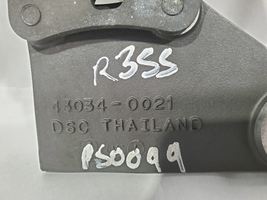 R3SS
43034-0021
DSC THAILAND
PS0099